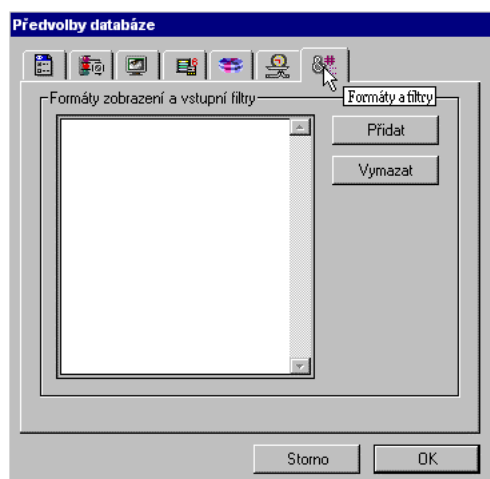 Předvolby databáze
&#
Formáty zobrazení a vstupní filtry
Formáty a filtry
Přidat
Vymazat
Storno
OK